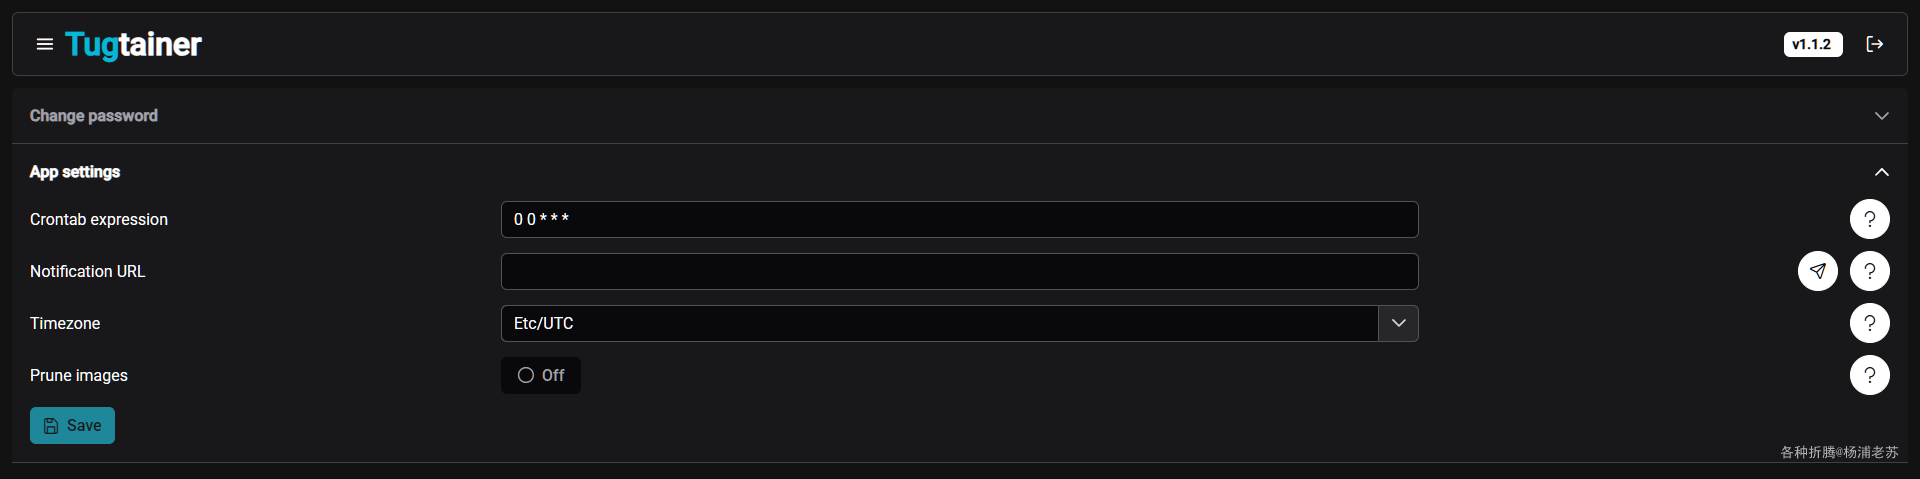 Tugtainer
v1.1.2
Change password
App settings
Crontab expression
0 0 * * *
?
Notification URL
?
Timezone
Etc/UTC
?
Prune images
Off
?
Save
各种折腾@杨浦老苏